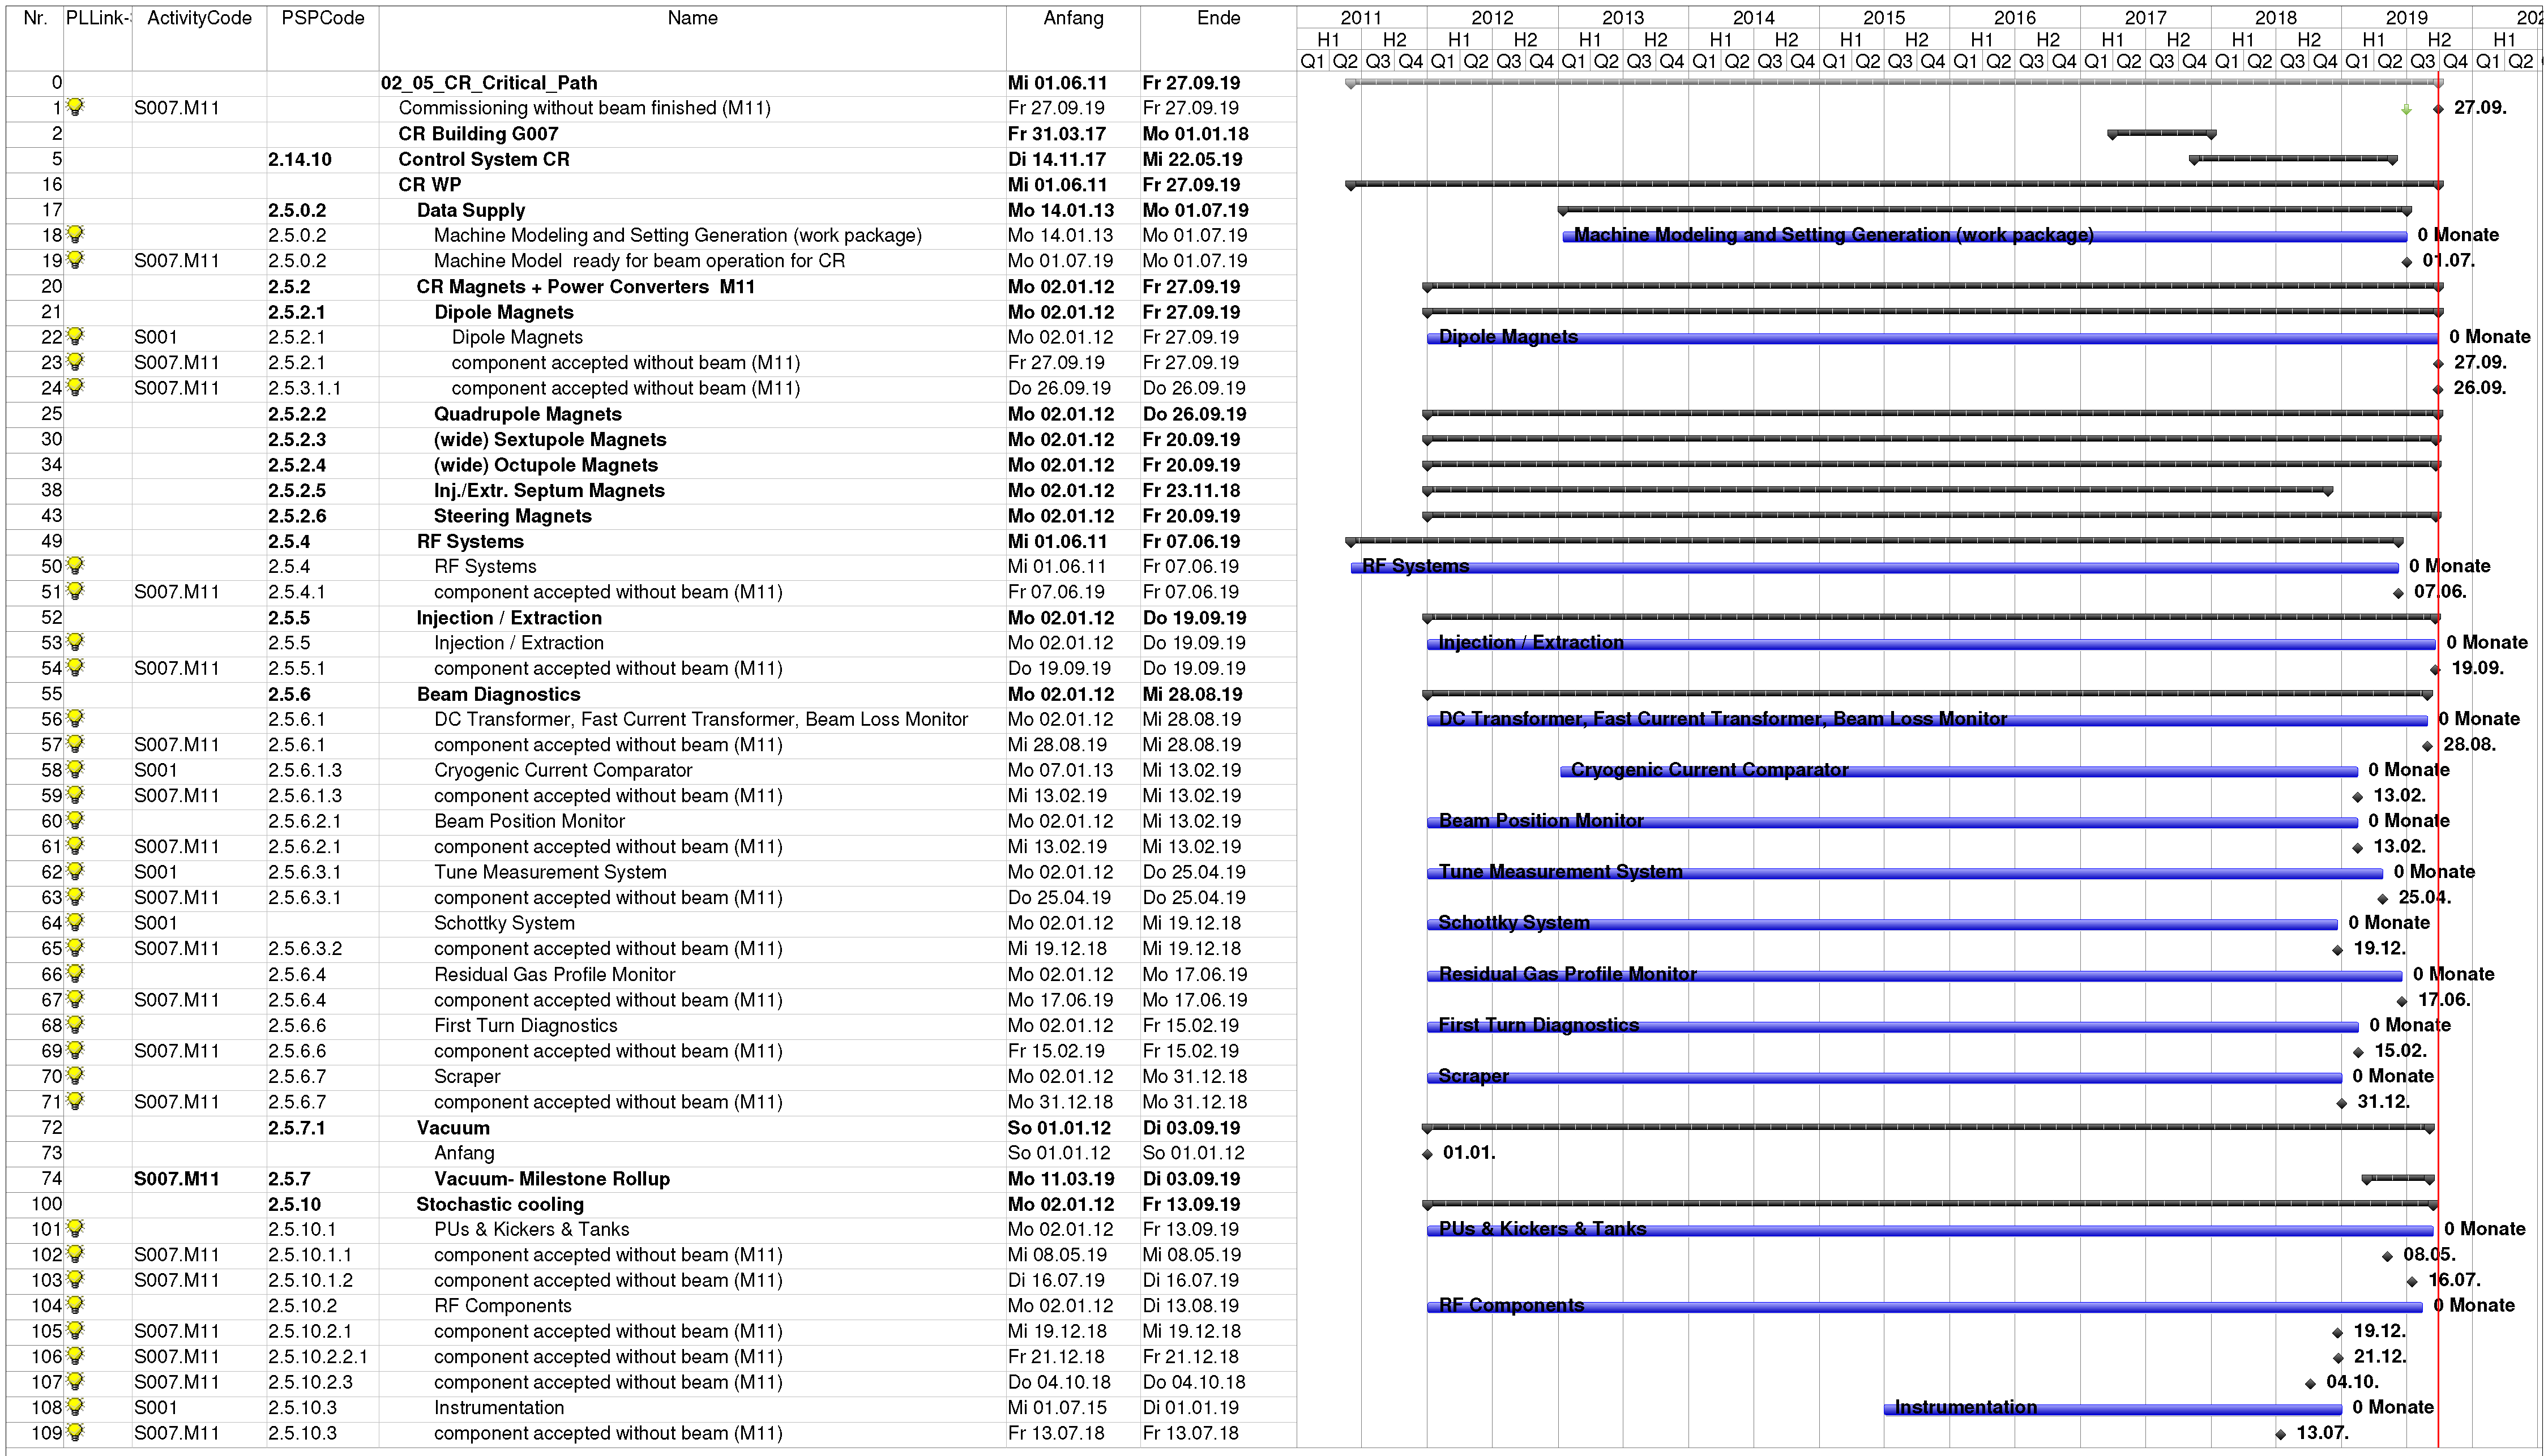 Nr. PLLink-: ActivityCode PSPCode Name Anfang Ende 2011 2012 2013 2014 2015 2016 2017 2018 2019 202
H1 H2 H1 H2 H1 H2 H1 H2 H1 H2 H1 H2 H1 H2 H1 H2 H1 H2 H1
Q1 Q2 Q3 Q4 Q1 Q2 Q3 Q4 Q1 Q2 Q3 Q4 Q1 Q2 Q3 Q4 Q1 Q2 Q3 Q4 Q1 Q2 Q3 Q4 Q1 Q2 Q3 Q4 Q1 Q2 Q3 Q4 Q1 Q2 Q3 Q4 Q1 Q2
0 02_05_CR_Critical_Path Mi 01.06.11 Fr 27.09.19
1 S007.M11 Commissioning without beam finished (M11) Fr 27.09.19 Fr 27.09.19 27.09.
2 CR Building G007 Fr 31.03.17 Mo 01.01.18
5 2.14.10 Control System CR Di 14.11.17 Mi 22.05.19
16 CR WP Mi 01.06.11 Fr 27.09.19
17 2.5.0.2 Data Supply Mo 14.01.13 Mo 01.07.19
18 2.5.0.2 Machine Modeling and Setting Generation (work package) Mo 14.01.13 Mo 01.07.19 Machine Modeling and Setting Generation (work package) 0 Monate
19 S007.M11 2.5.0.2 Machine Model ready for beam operation for CR Mo 01.07.19 Mo 01.07.19 01.07.
20 2.5.2 CR Magnets + Power Converters M11 Mo 02.01.12 Fr 27.09.19
21 2.5.2.1 Dipole Magnets Mo 02.01.12 Fr 27.09.19
22 S001 2.5.2.1 Dipole Magnets Mo 02.01.12 Fr 27.09.19 Dipole Magnets 0 Monate
23 S007.M11 2.5.2.1 component accepted without beam (M11) Fr 27.09.19 Fr 27.09.19 27.09.
24 S007.M11 2.5.3.1.1 component accepted without beam (M11) Do 26.09.19 Do 26.09.19 26.09.
25 2.5.2.2 Quadrupole Magnets Mo 02.01.12 Do 26.09.19
30 2.5.2.3 (wide) Sextupole Magnets Mo 02.01.12 Fr 20.09.19
34 2.5.2.4 (wide) Octupole Magnets Mo 02.01.12 Fr 20.09.19
38 2.5.2.5 Inj./Extr. Septum Magnets Mo 02.01.12 Fr 23.11.18
43 2.5.2.6 Steering Magnets Mo 02.01.12 Fr 20.09.19
49 2.5.4 RF Systems Mi 01.06.11 Fr 07.06.19
50 2.5.4 RF Systems Mi 01.06.11 Fr 07.06.19 RF Systems 0 Monate
51 S007.M11 2.5.4.1 component accepted without beam (M11) Fr 07.06.19 Fr 07.06.19 07.06.
52 2.5.5 Injection / Extraction Mo 02.01.12 Do 19.09.19
53 2.5.5 Injection / Extraction Mo 02.01.12 Do 19.09.19 Injection / Extraction 0 Monate
54 S007.M11 2.5.5.1 component accepted without beam (M11) Do 19.09.19 Do 19.09.19 19.09.
55 2.5.6 Beam Diagnostics Mo 02.01.12 Mi 28.08.19
56 2.5.6.1 DC Transformer, Fast Current Transformer, Beam Loss Monitor Mo 02.01.12 Mi 28.08.19 DC Transformer, Fast Current Transformer, Beam Loss Monitor 0 Monate
57 S007.M11 2.5.6.1 component accepted without beam (M11) Mi 28.08.19 Mi 28.08.19 28.08.
58 S001 2.5.6.1.3 Cryogenic Current Comparator Mo 07.01.13 Mi 13.02.19 Cryogenic Current Comparator 0 Monate
59 S007.M11 2.5.6.1.3 component accepted without beam (M11) Mi 13.02.19 Mi 13.02.19 13.02.
60 2.5.6.2.1 Beam Position Monitor Mo 02.01.12 Mi 13.02.19 Beam Position Monitor 0 Monate
61 S007.M11 2.5.6.2.1 component accepted without beam (M11) Mi 13.02.19 Mi 13.02.19 13.02.
62 S001 2.5.6.3.1 Tune Measurement System Mo 02.01.12 Do 25.04.19 Tune Measurement System 0 Monate
63 S007.M11 2.5.6.3.1 component accepted without beam (M11) Do 25.04.19 Do 25.04.19 25.04.
64 S001 Schottky System Mo 02.01.12 Mi 19.12.18 Schottky System 0 Monate
65 S007.M11 2.5.6.3.2 component accepted without beam (M11) Mi 19.12.18 Mi 19.12.18 19.12.
66 2.5.6.4 Residual Gas Profile Monitor Mo 02.01.12 Mo 17.06.19 Residual Gas Profile Monitor 0 Monate
67 S007.M11 2.5.6.4 component accepted without beam (M11) Mo 17.06.19 Mo 17.06.19 17.06.
68 2.5.6.6 First Turn Diagnostics Mo 02.01.12 Fr 15.02.19 First Turn Diagnostics 0 Monate
69 S007.M11 2.5.6.6 component accepted without beam (M11) Fr 15.02.19 Fr 15.02.19 15.02.
70 2.5.6.7 Scraper Mo 02.01.12 Mo 31.12.18 Scraper 0 Monate
71 S007.M11 2.5.6.7 component accepted without beam (M11) Mo 31.12.18 Mo 31.12.18 31.12.
72 2.5.7.1 Vacuum So 01.01.12 Di 03.09.19
73 Anfang So 01.01.12 So 01.01.12 01.01.
74 S007.M11 2.5.7 Vacuum- Milestone Rollup Mo 11.03.19 Di 03.09.19
100 2.5.10 Stochastic cooling Mo 02.01.12 Fr 13.09.19
101 2.5.10.1 PUs & Kickers & Tanks Mo 02.01.12 Fr 13.09.19 PUs & Kickers & Tanks 0 Monate
102 S007.M11 2.5.10.1.1 component accepted without beam (M11) Mi 08.05.19 Mi 08.05.19 08.05.
103 S007.M11 2.5.10.1.2 component accepted without beam (M11) Di 16.07.19 Di 16.07.19 16.07.
104 2.5.10.2 RF Components Mo 02.01.12 Di 13.08.19 RF Components 0 Monate
105 S007.M11 2.5.10.2.1 component accepted without beam (M11) Mi 19.12.18 Mi 19.12.18 19.12.
106 S007.M11 2.5.10.2.2.1 component accepted without beam (M11) Fr 21.12.18 Fr 21.12.18 21.12.
107 S007.M11 2.5.10.2.3 component accepted without beam (M11) Do 04.10.18 Do 04.10.18 04.10.
108 S001 2.5.10.3 Instrumentation Mi 01.07.15 Di 01.01.19 Instrumentation 0 Monate
109 S007.M11 2.5.10.3 component accepted without beam (M11) Fr 13.07.18 Fr 13.07.18 13.07.